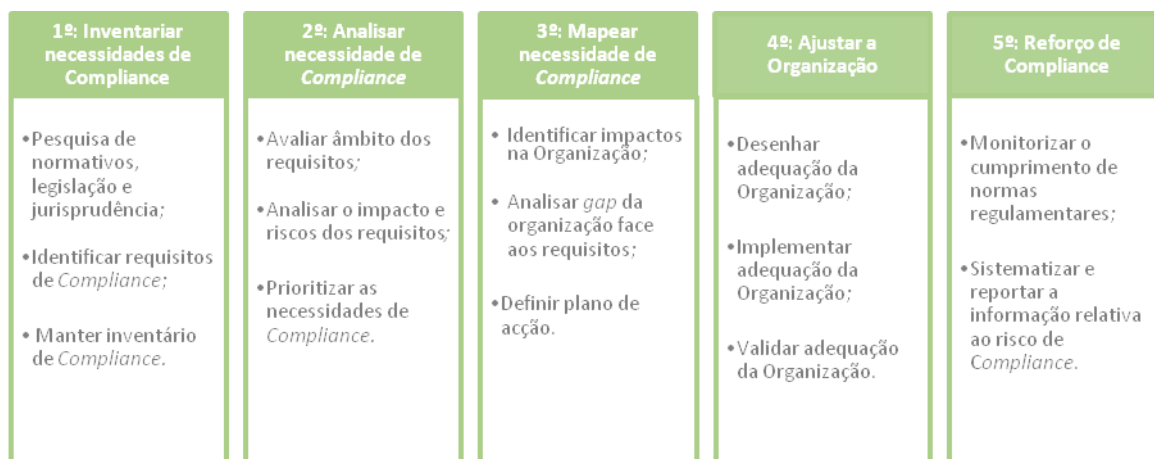 1º: Inventariar
necessidades de
Compliance
•Pesquisa de
normativos,
legislação e
jurisprudência;
•Identificar requisitos
de Compliance;
• Manter inventário
de Compliance.
2º: Analisar
necessidade de
Compliance
•Avaliar âmbito dos
requisitos;
•Analisar o impacto e
riscos dos requisitos;
•Prioritizar as
necessidades de
Compliance.
3º: Mapear
necessidade de
Compliance
• Identificar impactos
na Organização;
• Analisar gap da
organização face
aos requisitos;
•Definir plano de
acção.
4º: Ajustar a
Organização
•Desenhar
adequação da
Organização;
•Implementar
adequação da
Organização;
•Validar adequação
da Organização.
5º: Reforço de
Compliance
•Monitorizar o
cumprimento de
normas
regulamentares;
•Sistematizar e
reportar a
informação relativa
ao risco de
Compliance.